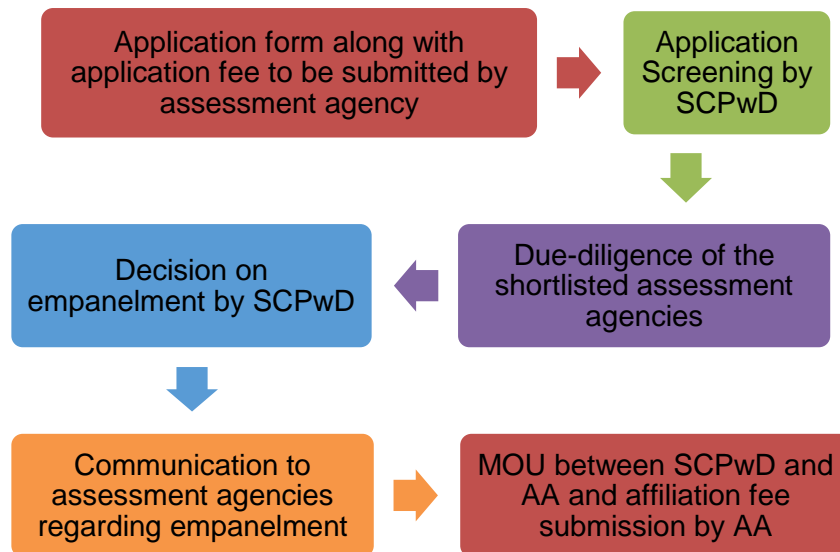 Application form along with
application fee to be submitted by
assessment agency
Application
Screening by
SCPwD
Due-diligence of the
shortlisted assessment
agencies
Decision on
empanelment by SCPwD
Communication to
assessment agencies
regarding empanelment
MOU between SCPwD and
AA and affiliation fee
submission by AA